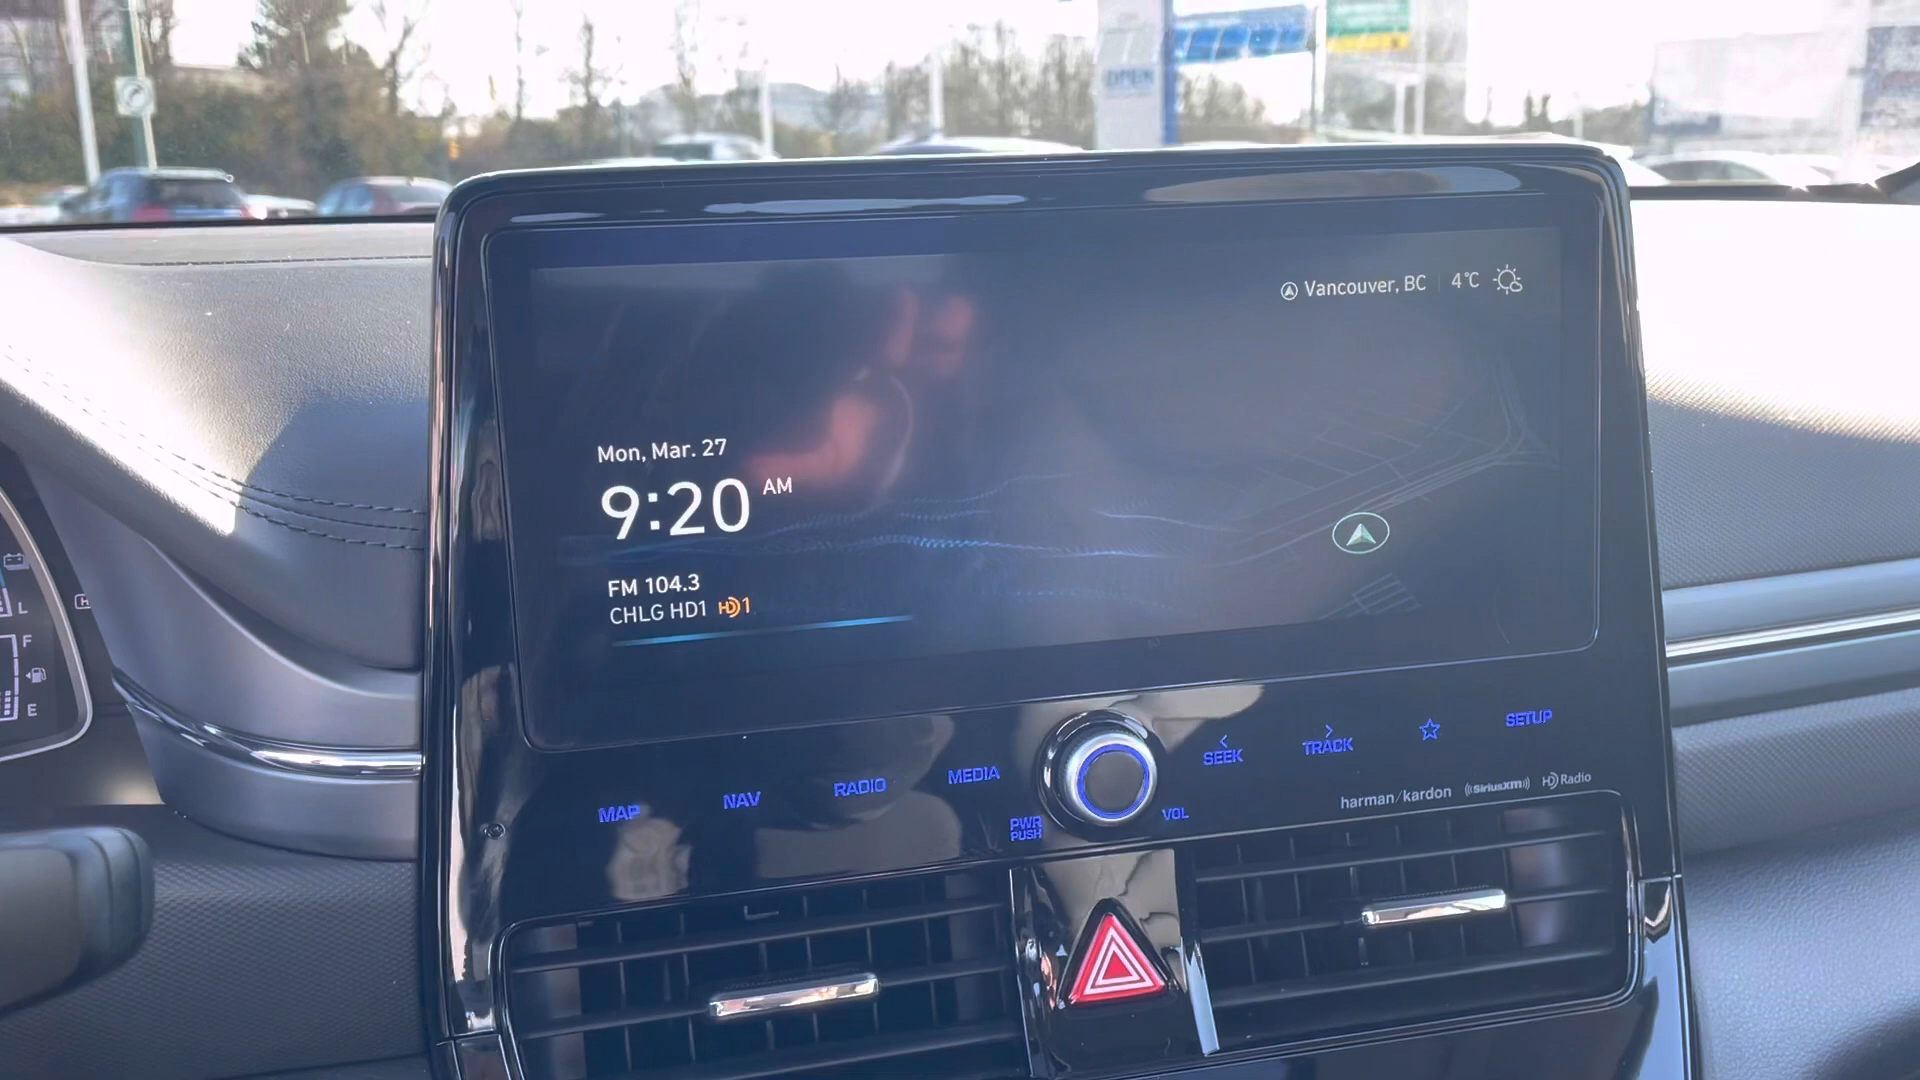 OPEN
Vancouver, BC 4°C
Mon, Mar. 27
9:20 AM
FM 104.3
CHLG HD1 HD1
L
H
F
E
MAP
NAV
RADIO
MEDIA
PWR
PUSH
VOL
SEEK
TRACK
SETUP
harman/kardon
SiriusXM
HD Radio